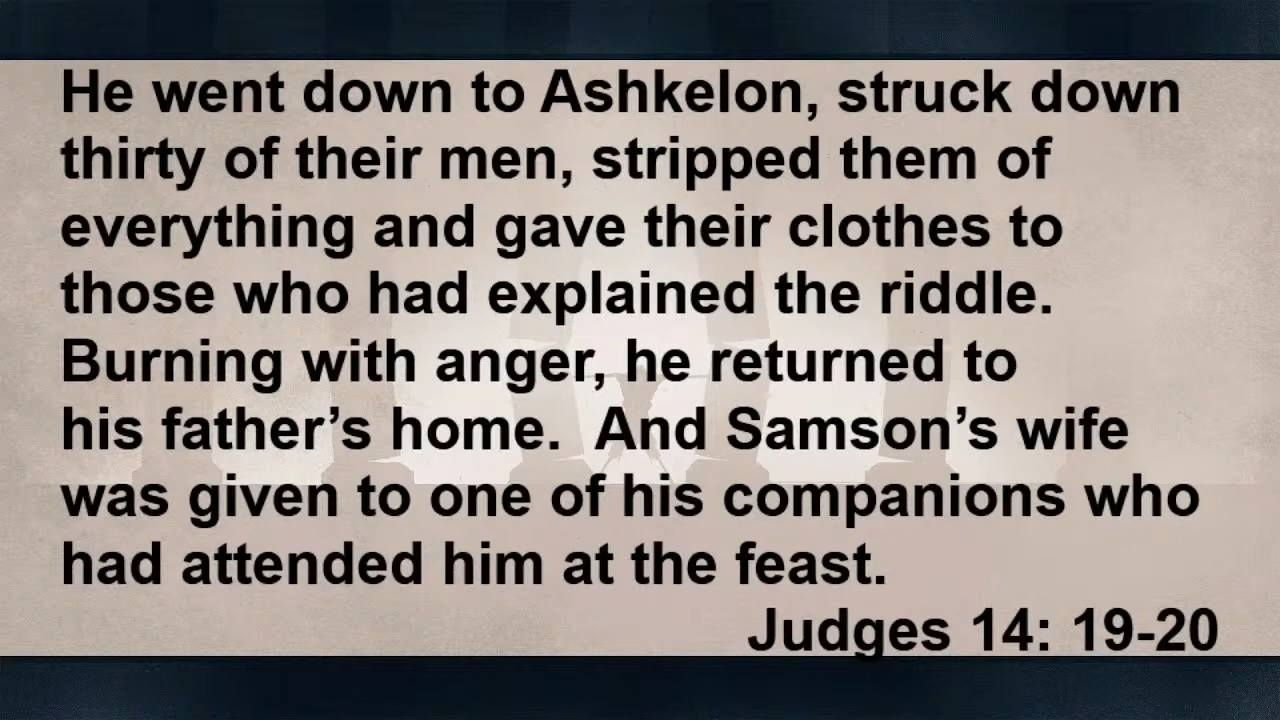 He went down to Ashkelon, struck down
thirty of their men, stripped them of
everything and gave their clothes to
those who had explained the riddle.
Burning with anger, he returned to
his father’s home.  And Samson’s wife
was given to one of his companions who
had attended him at the feast.
Judges 14: 19-20